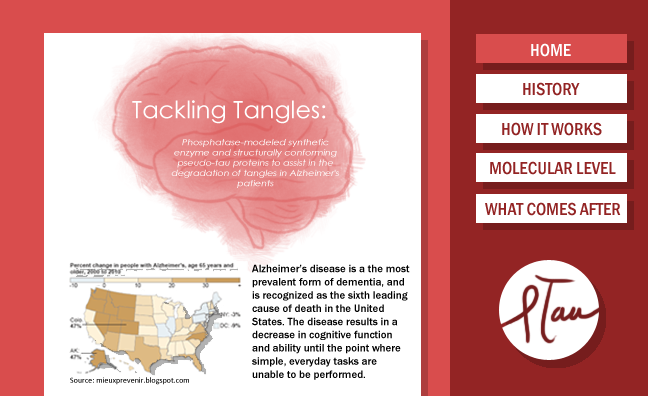 Tackling Tangles:
Phosphatase-modeled synthetic
enzyme and structurally conforming
pseudo-tau proteins to assist in the
degradation of tangles in Alzheimer's
patients
Percent change in people with Alzheimer's, age 65 years and
older, 2000 to 2010
-10 0 10 20 30
Colo.
47%
AK:
47%
NY: -3%
DC: -9%
Source: mieuxprevenir.blogspot.com
Alzheimer's disease is a the most
prevalent form of dementia, and
is recognized as the sixth leading
cause of death in the United
States. The disease results in a
decrease in cognitive function
and ability until the point where
simple, everyday tasks are
unable to be performed.
HOME
HISTORY
HOW IT WORKS
MOLECULAR LEVEL
WHAT COMES AFTER
Tau